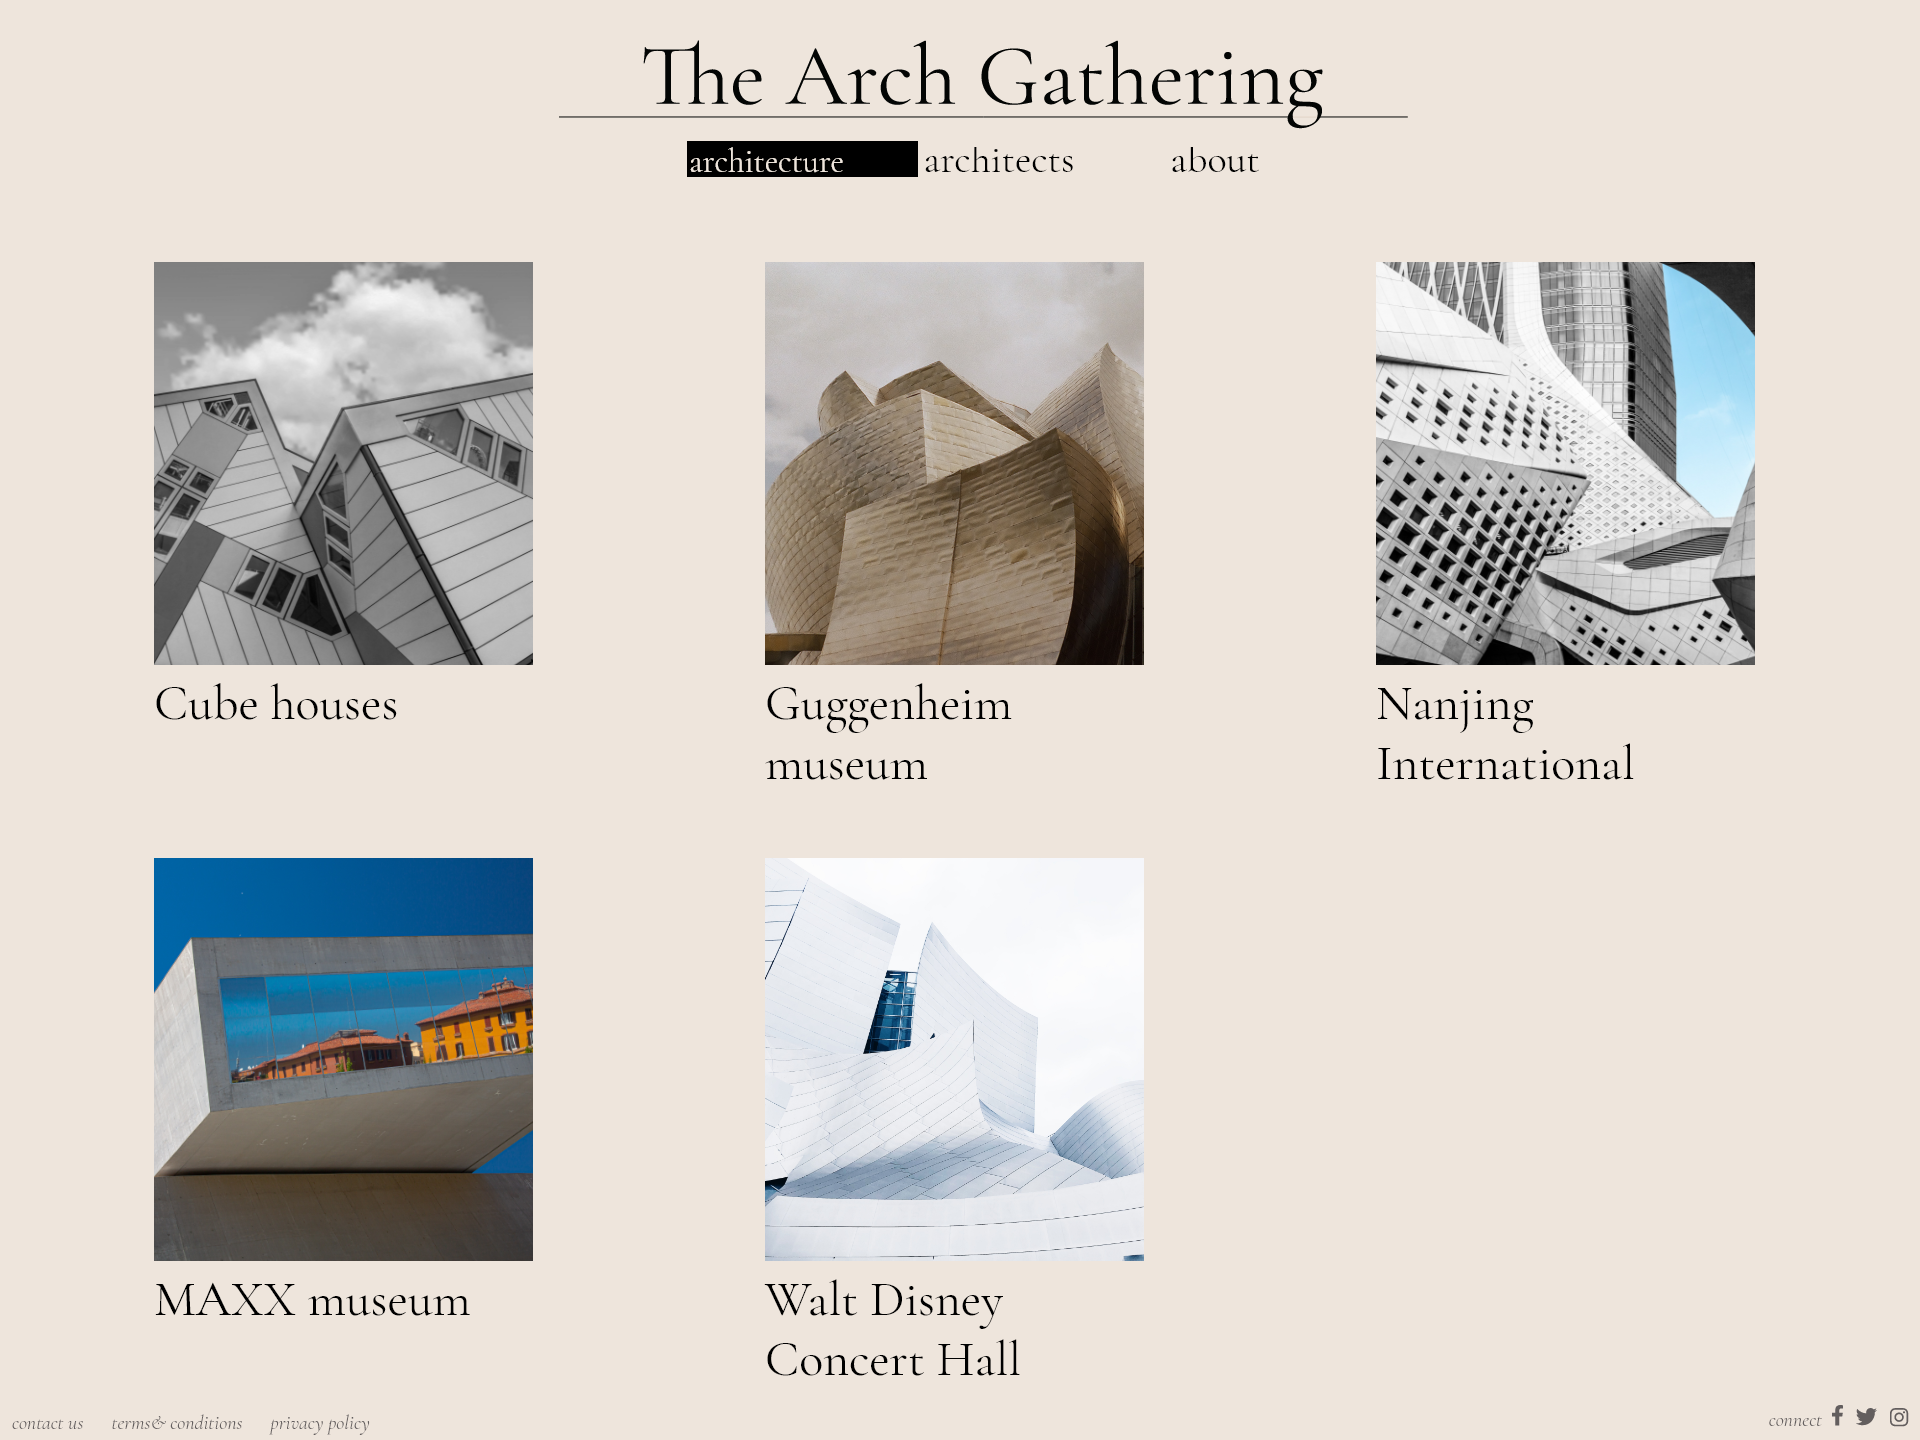 The Arch Gathering
architecture architects about
Cube houses
Guggenheim
museum
Nanjing
International
MAXX museum
Walt Disney
Concert Hall
contact us terms& conditions privacy policy
connect